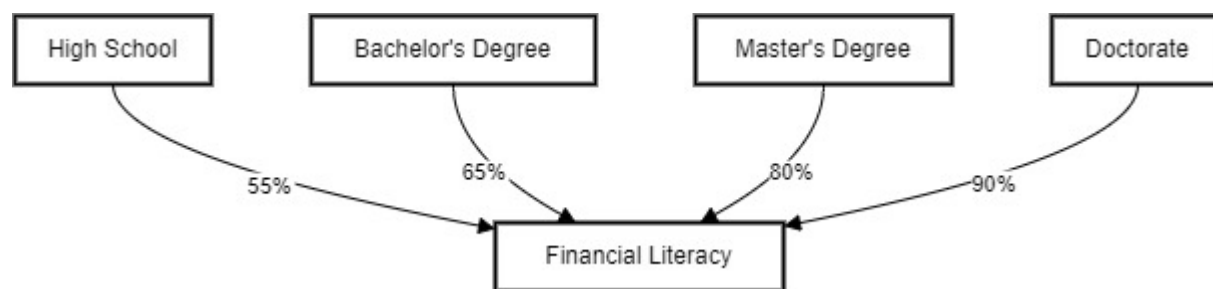 High School
Bachelor's Degree
Master's Degree
Doctorate
55%
65%
80%
90%
Financial Literacy